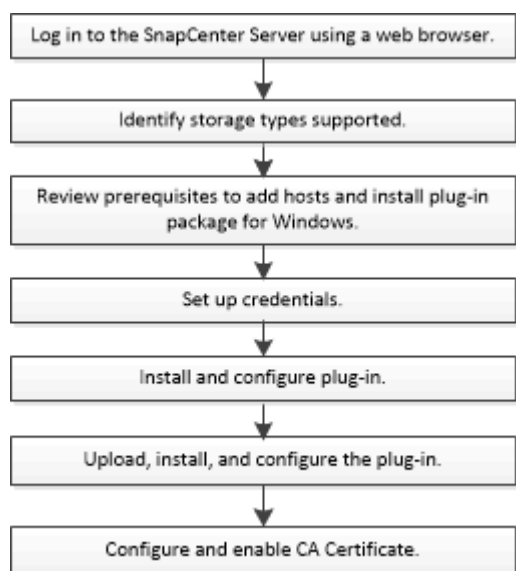 Log in to the SnapCenter Server using a web browser.
Identify storage types supported.
Review prerequisites to add hosts and install plug-in
package for Windows.
Set up credentials.
Install and configure plug-in.
Upload, install, and configure the plug-in.
Configure and enable CA Certificate.